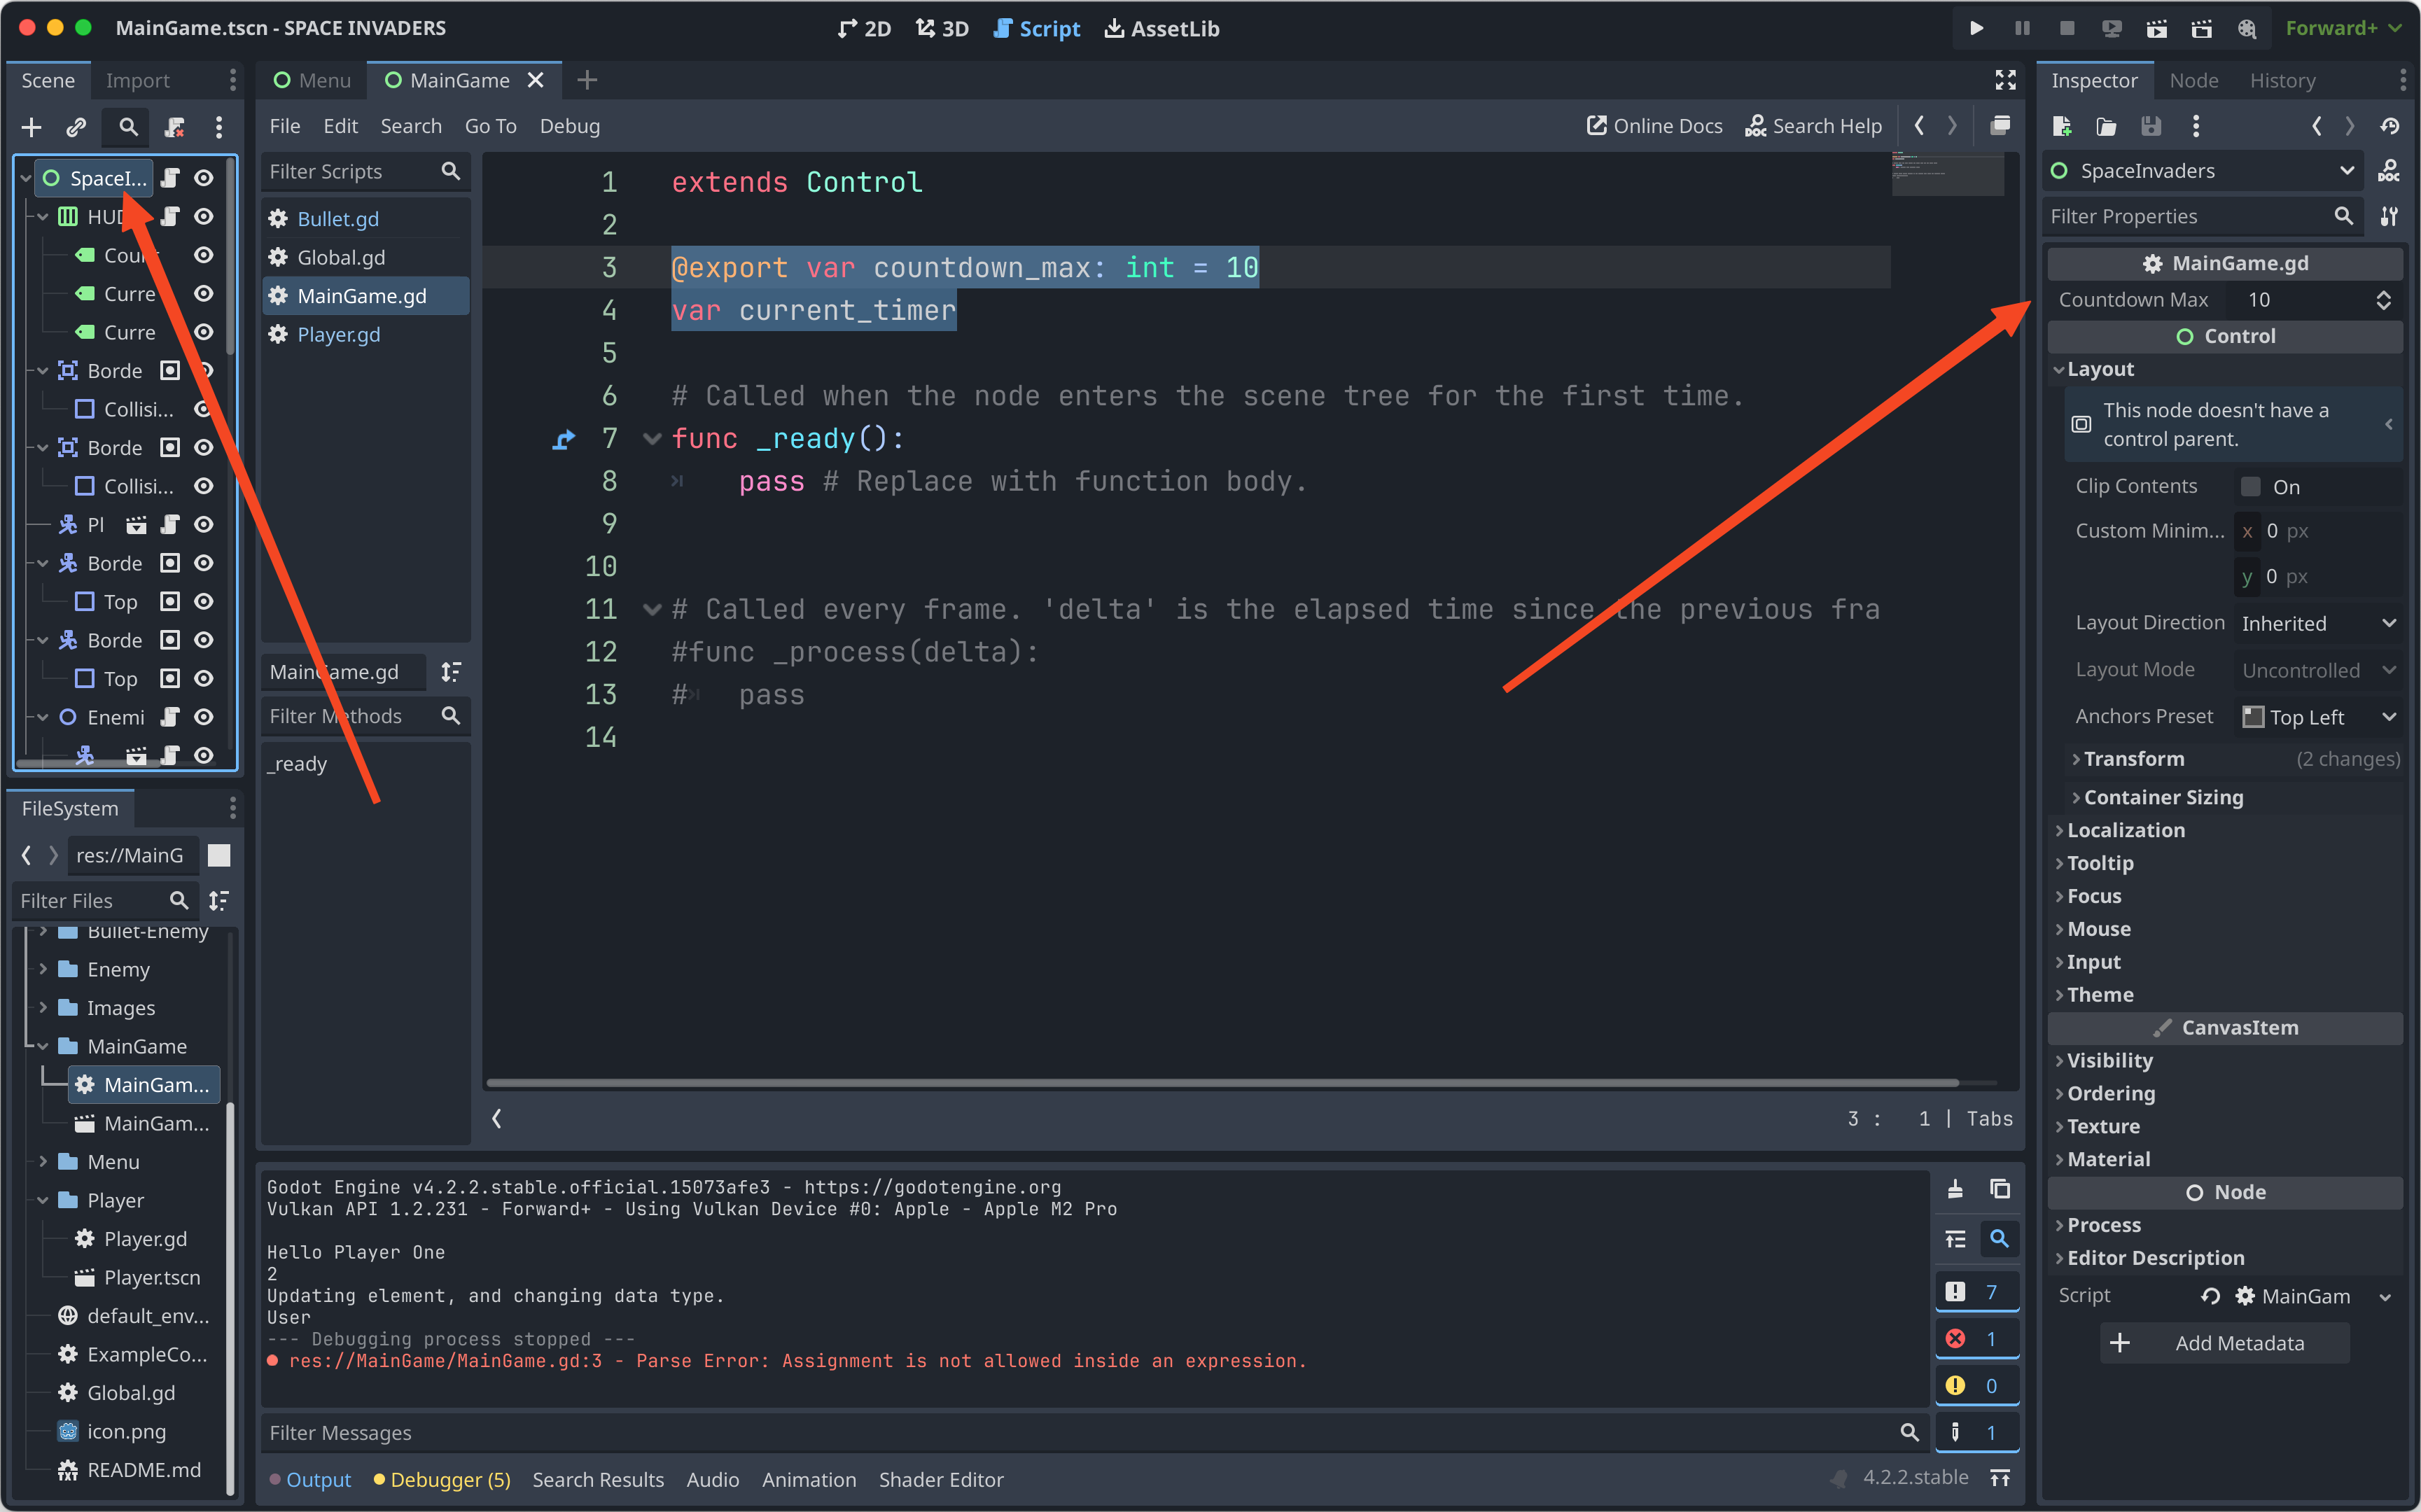 MainGame.tscn - SPACE INVADERS
2D
3D
Script
AssetLib
Forward+
Scene
Import
SpaceI...
HUD
Cou
Curre
Curre
Borde
Collisi...
Borde
Collisi...
Pl
Borde
Top
Borde
Top
Enemi
FileSystem
res://MainG
Filter Files
Bullet-Enemy
Enemy
Images
MainGame
MainGam...
MainGam...
Menu
Player
Player.gd
Player.tscn
default_env...
ExampleCo...
Global.gd
icon.png
README.md
Menu
MainGame
File Edit Search Go To Debug
Online Docs
Search Help
Filter Scripts
Bullet.gd
Global.gd
MainGame.gd
Player.gd
MainGame.gd
Filter Methods
_ready
1 extends Control
2
3 @export var countdown_max: int = 10
4 var current_timer
5
6 # Called when the node enters the scene tree for the first time.
7 func _ready():
8 pass # Replace with function body.
9
10
11 # Called every frame. 'delta' is the elapsed time since the previous fra
12 #func _process(delta):
13 # pass
14
3 : 1 | Tabs
Godot Engine v4.2.2.stable.official.15073afe3 - https://godotengine.org
Vulkan API 1.2.231 - Forward+ - Using Vulkan Device #0: Apple - Apple M2 Pro
Hello Player One
2
Updating element, and changing data type.
User
--- Debugging process stopped ---
res://MainGame/MainGame.gd:3 - Parse Error: Assignment is not allowed inside an expression.
7
1
0
1
Filter Messages
Output
Debugger (5)
Search Results
Audio
Animation
Shader Editor
4.2.2.stable
Inspector
Node
History
SpaceInvaders
DOC
Filter Properties
MainGame.gd
Countdown Max 10
Control
Layout
This node doesn't have a
control parent.
Clip Contents On
Custom Minim... x 0 px
y 0 px
Layout Direction Inherited
Layout Mode Uncontrolled
Anchors Preset Top Left
Transform (2 changes)
Container Sizing
Localization
Tooltip
Focus
Mouse
Input
Theme
CanvasItem
Visibility
Ordering
Texture
Material
Node
Process
Editor Description
Script MainGam
Add Metadata